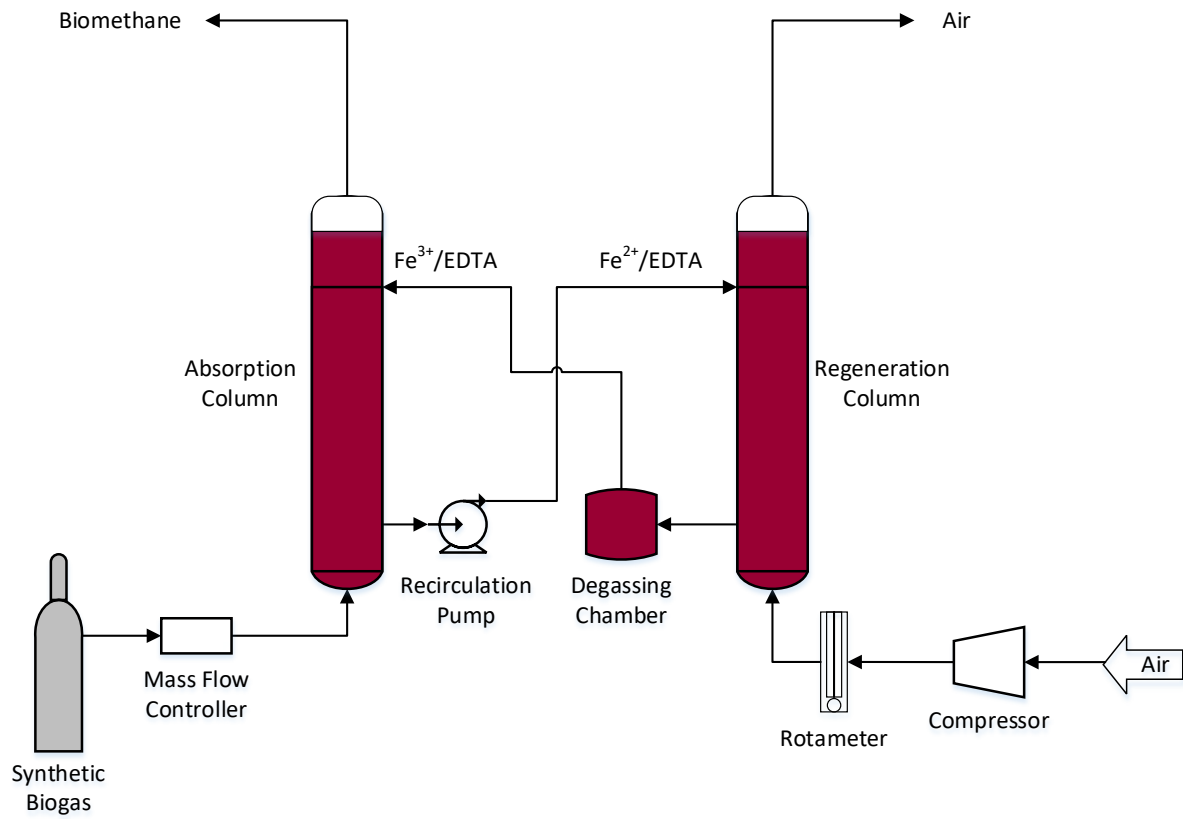 Biomethane
Air
Fe³⁺/EDTA
Fe²⁺/EDTA
Absorption
Column
Regeneration
Column
Recirculation
Pump
Degassing
Chamber
Mass Flow
Controller
Air
Rotameter
Compressor
Synthetic
Biogas